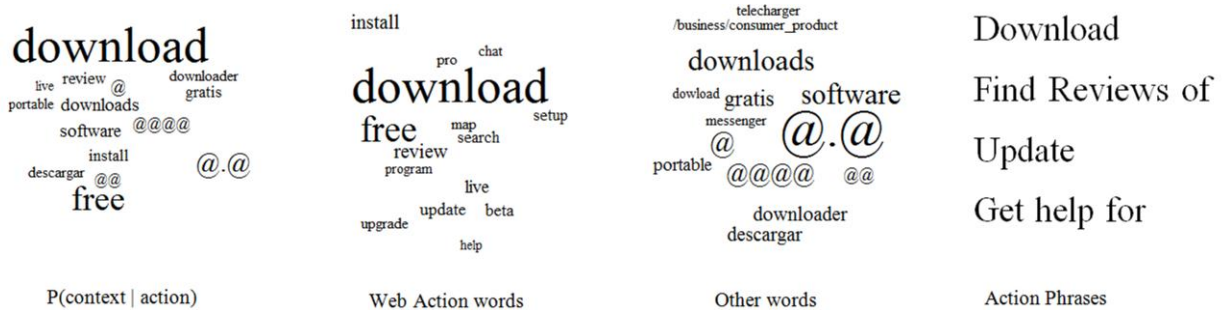 download
live review @ downloader
gratis
portable downloads
software @@@@
install
descargar @@ @.@
free
P(context | action)
install
pro chat
download
setup
free map
search
review
program
live
update beta
upgrade
help
Web Action words
telecharger
/business/consumer_product
downloads
dowload gratis software
messenger
@ @.@
portable @@@@ @@
downloader
descargar
Other words
Download
Find Reviews of
Update
Get help for
Action Phrases